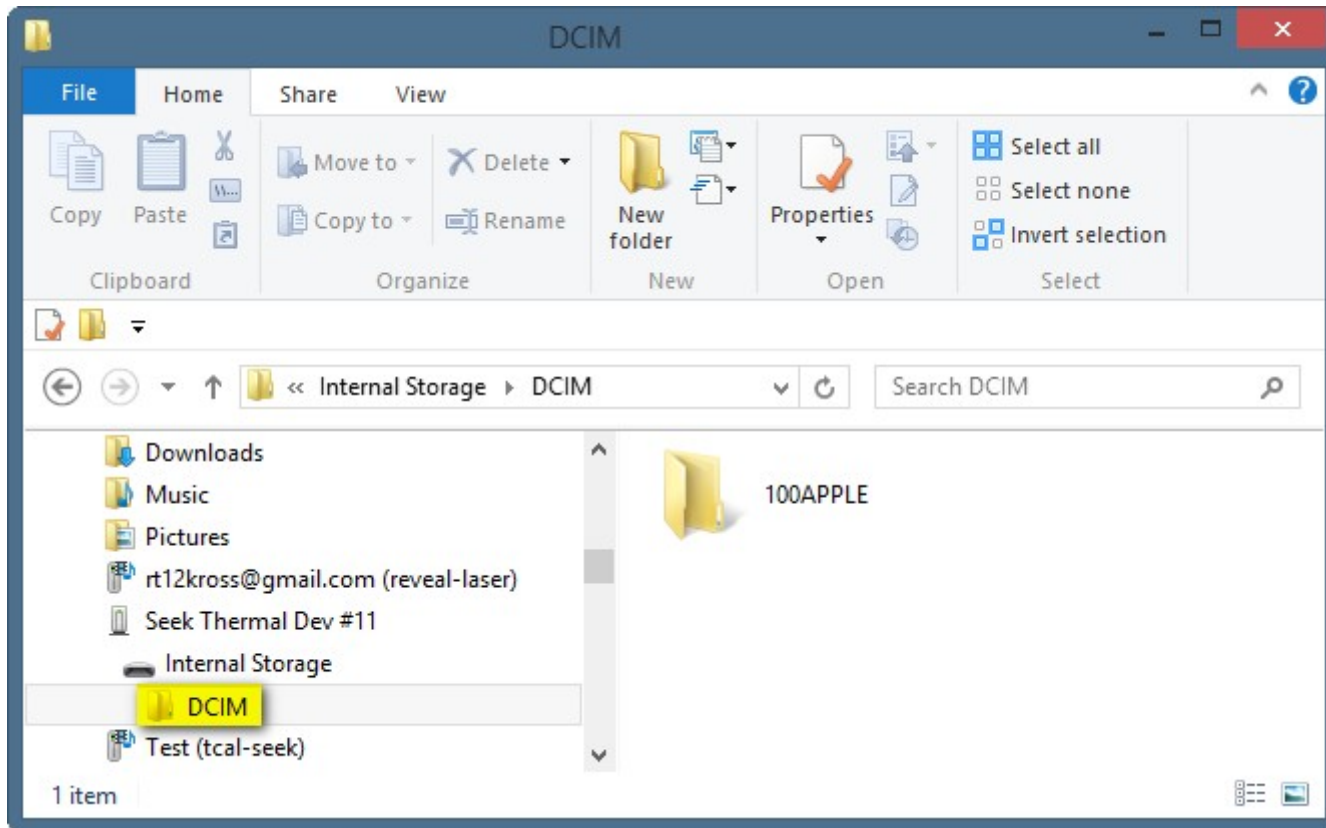 DCIM
File Home Share View
Copy Paste Move to Delete New folder Properties Select all
Copy to Rename Select none
Invert selection
Clipboard Organize New Open Select
« Internal Storage DCIM Search DCIM
Downloads
Music
Pictures
rt12kross@gmail.com (reveal-laser)
Seek Thermal Dev #11
Internal Storage
DCIM
Test (tcal-seek)
100APPLE
1 item